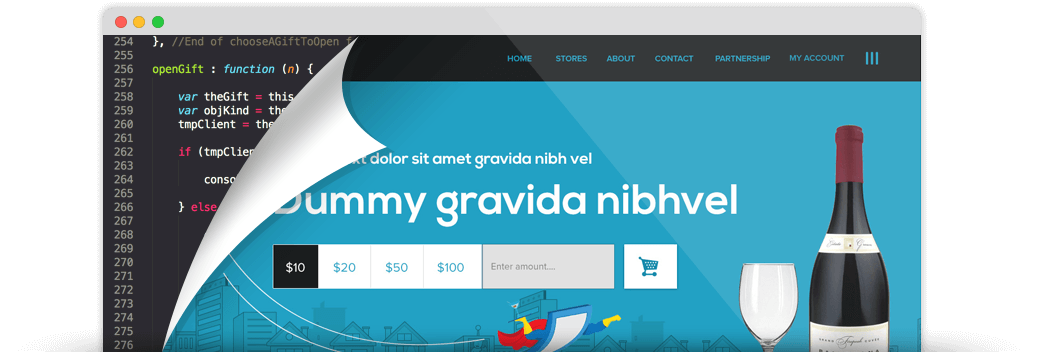 254 }, //End of chooseAGiftToOpen f
255
256 openGift : function (n) {
257
258 var theGift = this
259 var objKind = the
260 tmpClient = the
261
262 if (tmpClien
263
264 conso
265
266 } else
267
268
269
270
271
272
273
274
275
276
HOME STORES ABOUT CONTACT PARTNERSHIP MY ACCOUNT
dolor sit amet gravida nibh vel
Dummy gravida nibhvel
$10 $20 $50 $100 Enter amount....